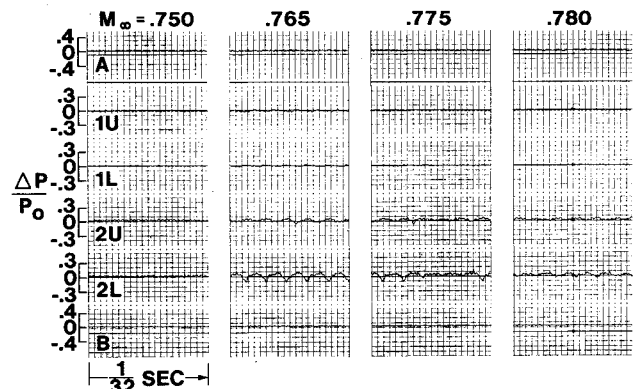 M∞ = .750 .765 .775 .780
.4
0
-.4
A
.3
0
-.3
1U
.3
0
-.3
1L
ΔP
P₀
.3
0
-.3
2U
.3
0
-.3
2L
.4
0
-.4
B
1
32 SEC